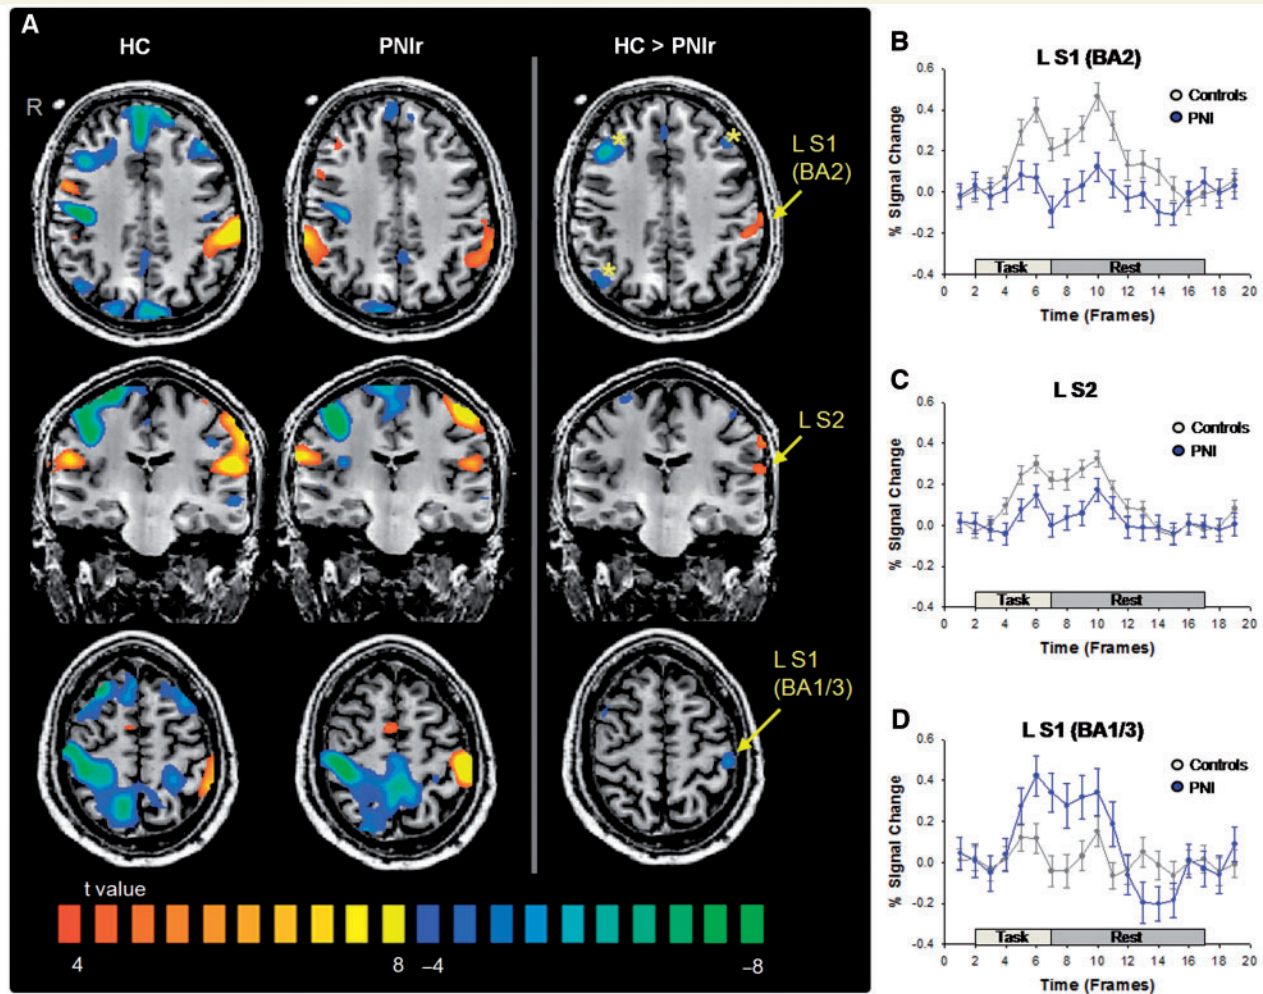 A
HC
PNIr
HC > PNIr
R
L S1
(BA2)
L S2
L S1
(BA1/3)
t value
4
8
–4
–8
B
L S1 (BA2)
% Signal Change
0.6
0.4
0.2
0.0
-0.2
-0.4
Controls
PNI
Task
Rest
0 2 4 6 8 10 12 14 16 18 20
Time (Frames)
C
L S2
% Signal Change
0.6
0.4
0.2
0.0
-0.2
-0.4
Controls
PNI
Task
Rest
0 2 4 6 8 10 12 14 16 18 20
Time (Frames)
D
L S1 (BA1/3)
% Signal Change
0.6
0.4
0.2
0.0
-0.2
-0.4
Controls
PNI
Task
Rest
0 2 4 6 8 10 12 14 16 18 20
Time (Frames)